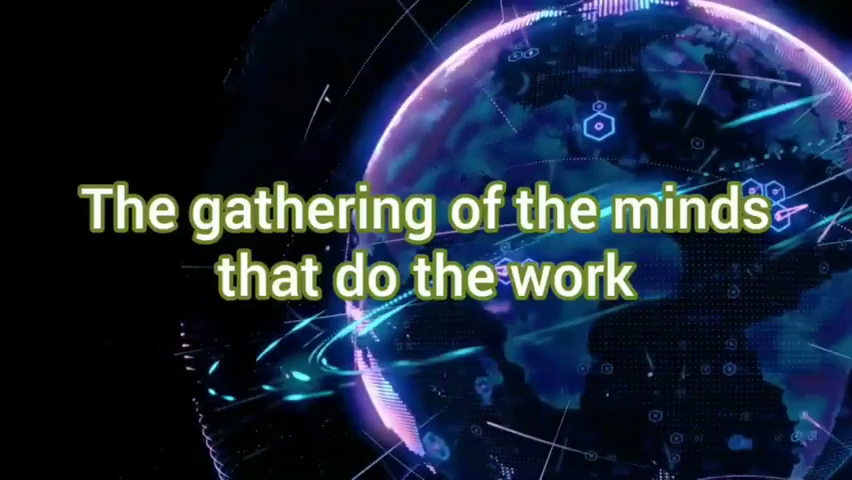 The gathering of the minds
that do the work